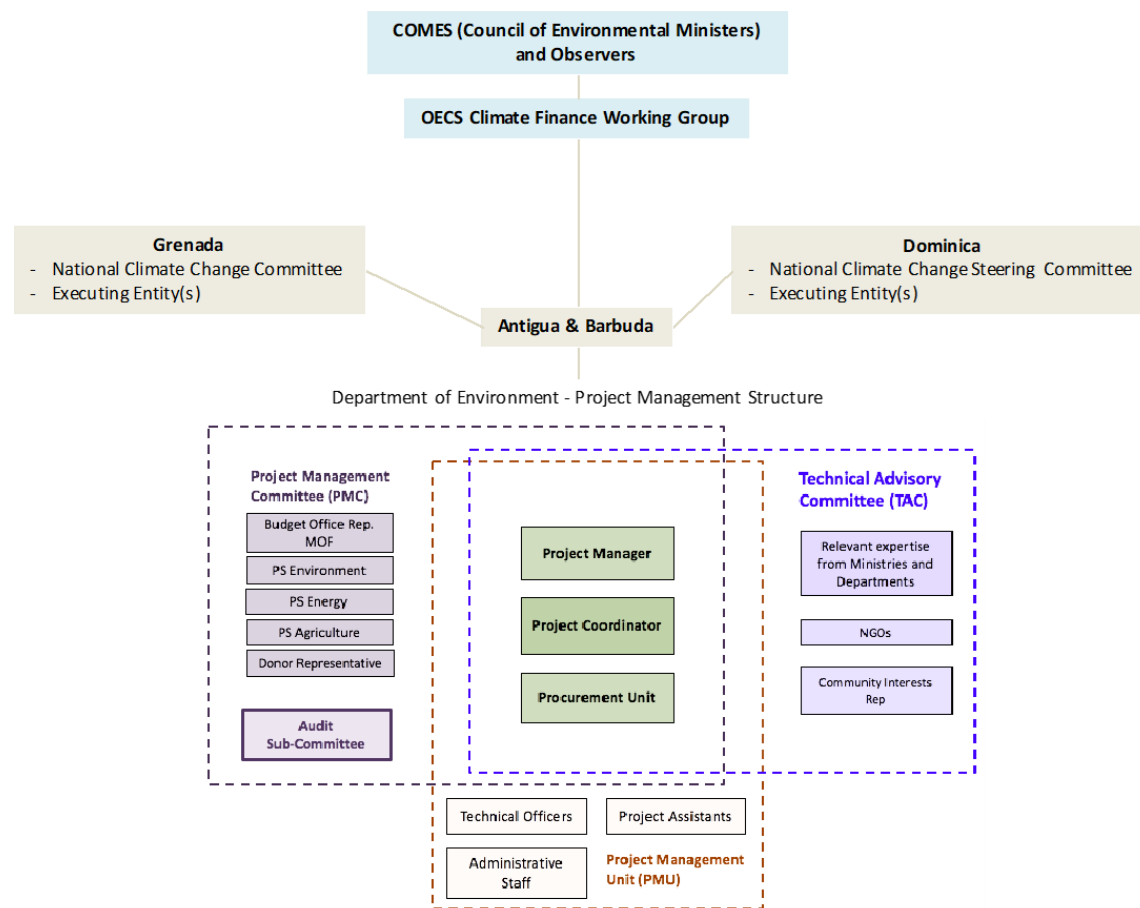 COMES (Council of Environmental Ministers)
and Observers
OECS Climate Finance Working Group
Grenada
- National Climate Change Committee
- Executing Entity(s)
Dominica
- National Climate Change Steering Committee
- Executing Entity(s)
Antigua & Barbuda
Department of Environment - Project Management Structure
Project Management
Committee (PMC)
Budget Office Rep.
MOF
PS Environment
PS Energy
PS Agriculture
Donor Representative
Audit
Sub-Committee
Project Manager
Project Coordinator
Procurement Unit
Technical Advisory
Committee (TAC)
Relevant expertise
from Ministries and
Departments
NGOs
Community Interests
Rep
Technical Officers
Project Assistants
Administrative
Staff
Project Management
Unit (PMU)